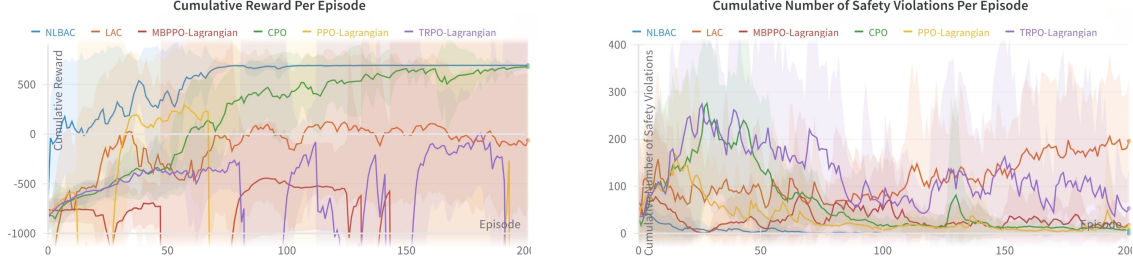 Cumulative Reward Per Episode
NLBAC LAC MBPPO-Lagrangian CPO PPO-Lagrangian TRPO-Lagrangian
Cumulative Reward
500
0
-500
-1000
0 50 100 150 200
Episode
Cumulative Number of Safety Violations Per Episode
NLBAC LAC MBPPO-Lagrangian CPO PPO-Lagrangian TRPO-Lagrangian
Cumulative Number of Safety Violations
400
300
200
100
0
0 50 100 150 200
Episode